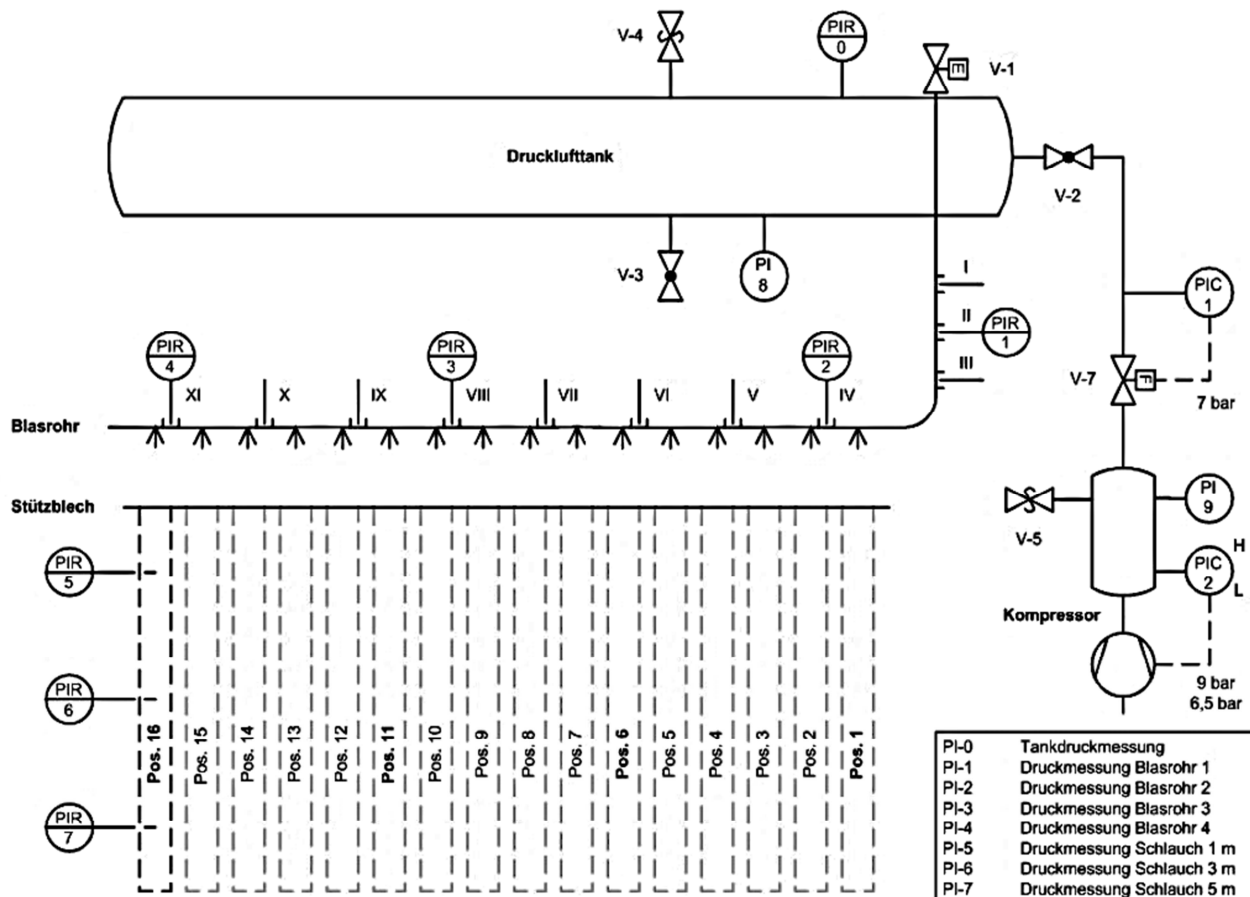 V-4
PIR
0
E
V-1
Drucklufttank
V-2
V-3
PI
8
I
II
PIR
1
III
PIC
1
V-7
F
7 bar
PIR
4
XI
X
IX
PIR
3
VIII
VII
VI
V
PIR
2
IV
Blasrohr
Stützblech
PIR
5
PIR
6
PIR
7
Pos. 16
Pos. 15
Pos. 14
Pos. 13
Pos. 12
Pos. 11
Pos. 10
Pos. 9
Pos. 8
Pos. 7
Pos. 6
Pos. 5
Pos. 4
Pos. 3
Pos. 2
Pos. 1
V-5
PI
9
PIC
2
H
L
Kompressor
9 bar
6,5 bar
PI-0 Tankdruckmessung
PI-1 Druckmessung Blasrohr 1
PI-2 Druckmessung Blasrohr 2
PI-3 Druckmessung Blasrohr 3
PI-4 Druckmessung Blasrohr 4
PI-5 Druckmessung Schlauch 1 m
PI-6 Druckmessung Schlauch 3 m
PI-7 Druckmessung Schlauch 5 m